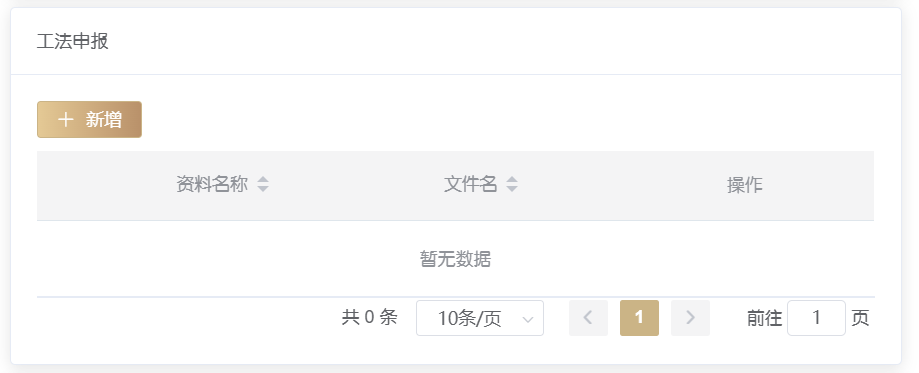 工法申报
+ 新增
资料名称 文件名 操作
暂无数据
共 0 条 10条/页 1 前往 1 页